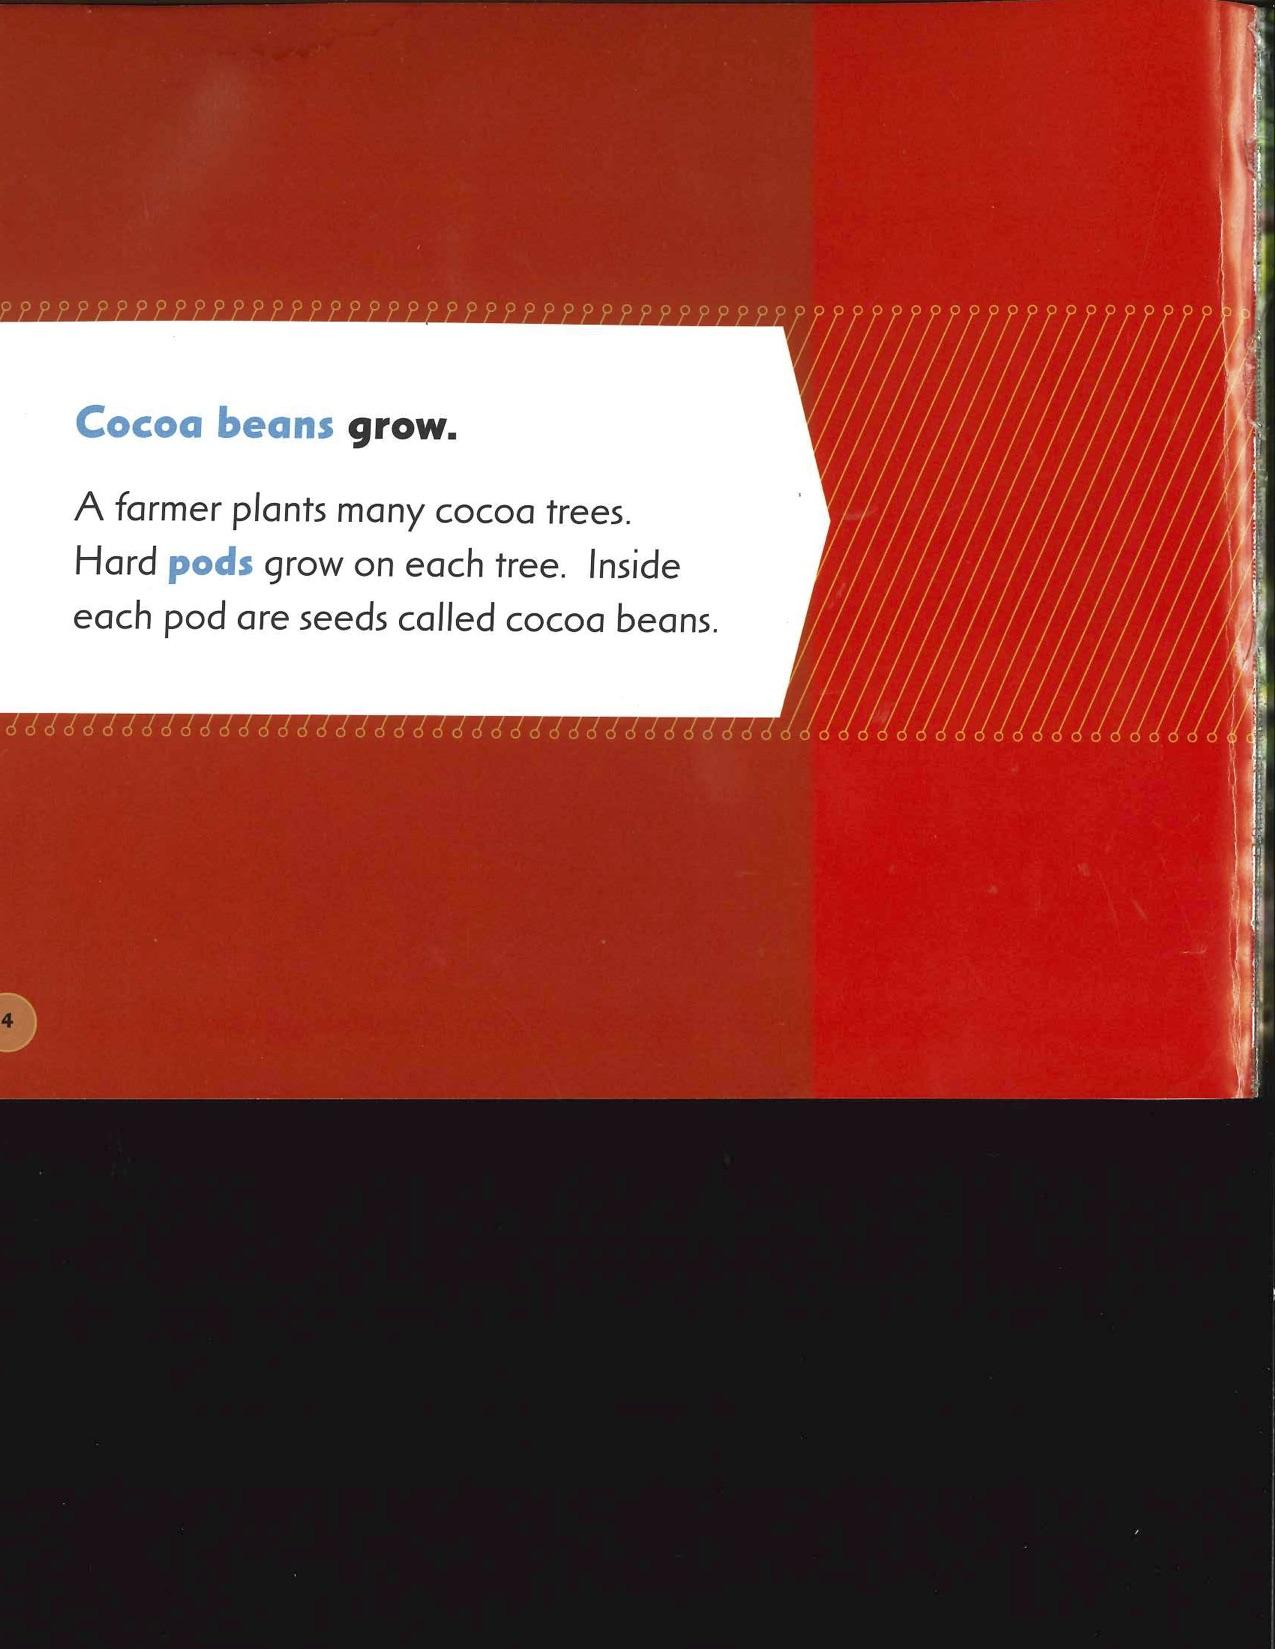 Cocoa beans grow.
A farmer plants many cocoa trees.
Hard pods grow on each tree. Inside
each pod are seeds called cocoa beans.
4